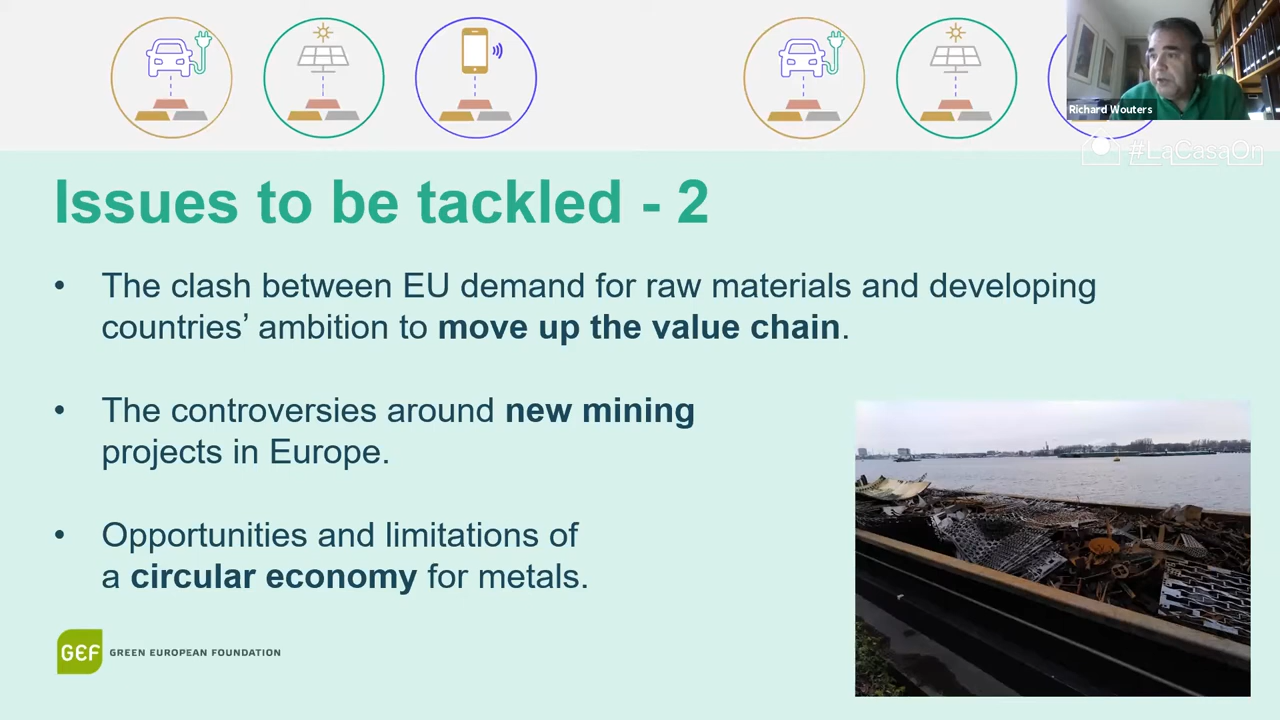 Richard Wouters
#LaCasaOn
Issues to be tackled - 2
• The clash between EU demand for raw materials and developing
countries’ ambition to move up the value chain.
• The controversies around new mining
projects in Europe.
• Opportunities and limitations of
a circular economy for metals.
GEF GREEN EUROPEAN FOUNDATION